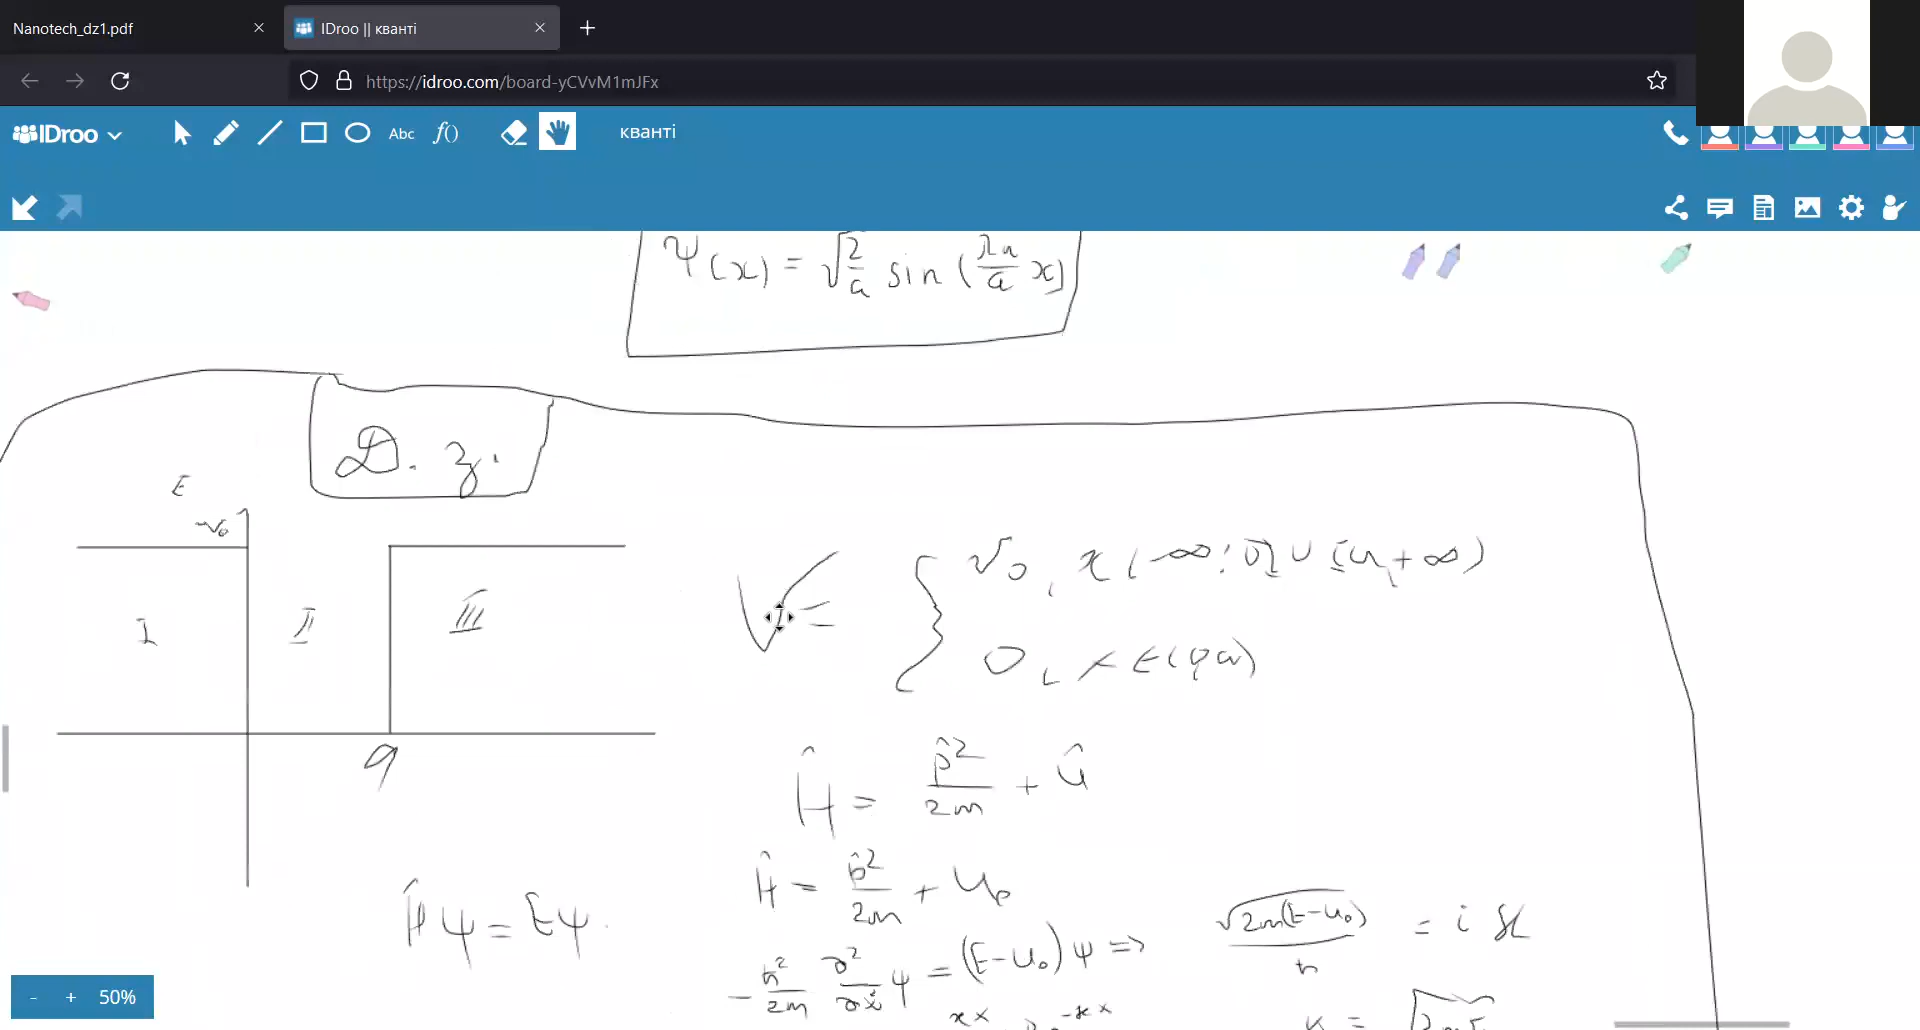 Nanotech_dz1.pdf
IDroo || кванті
https://idroo.com/board-yCVvM1mJFx
IDroo
Abc
f()
кванті
Ψ(x) = √(2/a) sin (πn/a x)
D. з.
E
V₀
I
II
III
a
V =
{ V₀, x (-∞; 0] ∪ [a, +∞)
0, x ∈ (0, a)
Ĥ = p̂²/2m + Û
Ĥ = p̂²/2m + U₀
Ĥψ = Eψ.
√2m(E-U₀)/ħ = i ϰ
- ħ²/2m ∂²/∂x² ψ = (E-U₀)ψ =>
- + 50%